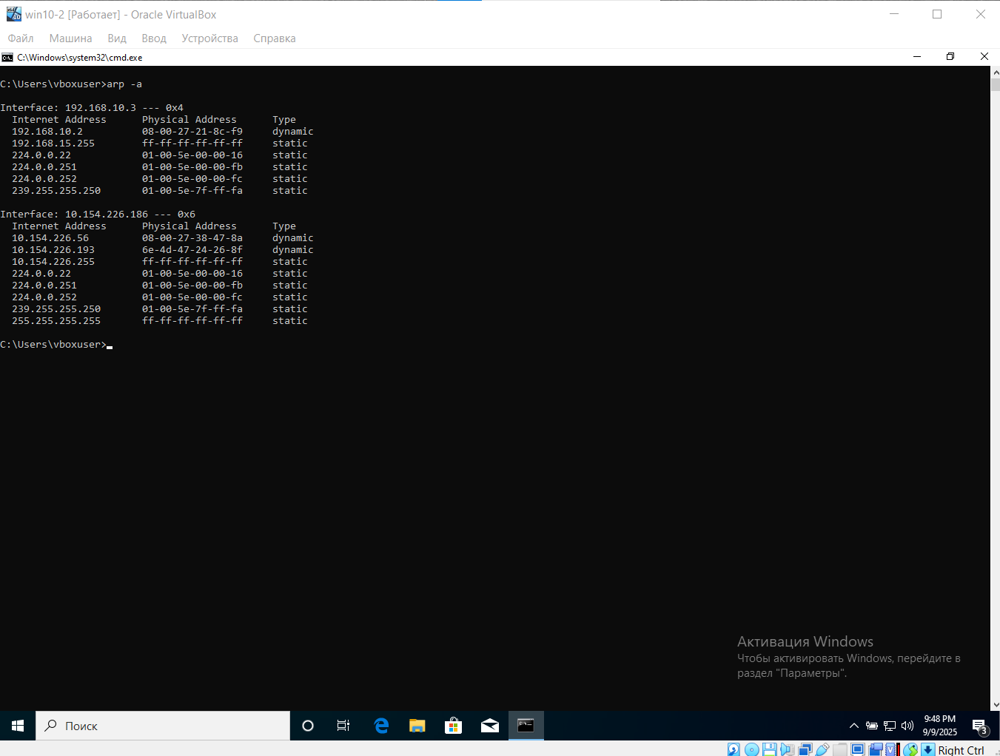 win10-2 [Работает] - Oracle VirtualBox
Файл Машина Вид Ввод Устройства Справка
C:\Windows\system32\cmd.exe
C:\Users\vboxuser>arp -a
Interface: 192.168.10.3 --- 0x4
Internet Address Physical Address Type
192.168.10.2 08-00-27-21-8c-f9 dynamic
192.168.15.255 ff-ff-ff-ff-ff-ff static
224.0.0.22 01-00-5e-00-00-16 static
224.0.0.251 01-00-5e-00-00-fb static
224.0.0.252 01-00-5e-00-00-fc static
239.255.255.250 01-00-5e-7f-ff-fa static
Interface: 10.154.226.186 --- 0x6
Internet Address Physical Address Type
10.154.226.56 08-00-27-38-47-8a dynamic
10.154.226.193 6e-4d-47-24-26-8f dynamic
10.154.226.255 ff-ff-ff-ff-ff-ff static
224.0.0.22 01-00-5e-00-00-16 static
224.0.0.251 01-00-5e-00-00-fb static
224.0.0.252 01-00-5e-00-00-fc static
239.255.255.250 01-00-5e-7f-ff-fa static
255.255.255.255 ff-ff-ff-ff-ff-ff static
C:\Users\vboxuser>
Активация Windows
Чтобы активировать Windows, перейдите в
раздел "Параметры".
Поиск
9:48 PM
9/9/2025
3
Right Ctrl